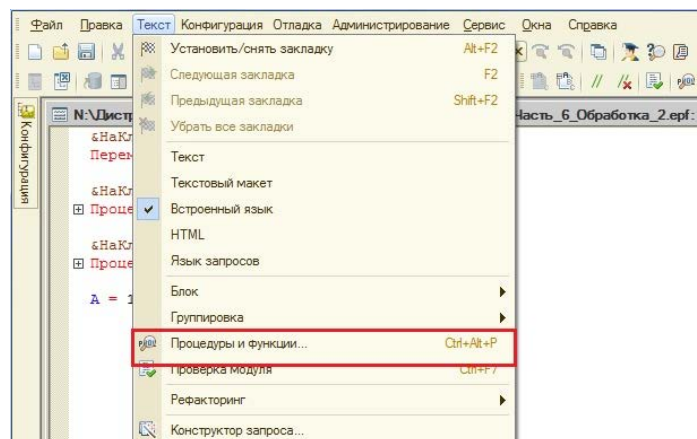 Файл Правка Текст Конфигурация Отладка Администрирование Сервис Окна Справка
Установить/снять закладку Alt+F2
Следующая закладка F2
Предыдущая закладка Shift+F2
Убрать все закладки
Текст
Текстовый макет
Встроенный язык
HTML
Язык запросов
Блок
Группировка
Процедуры и функции... Ctrl+Alt+P
Проверка модуля Ctrl+F7
Рефакторинг
Конструктор запроса...
Конфигурация
N:\Дистр
Часть_6_Обработка_2.epf:
&НаКл
Перем
&НаКл
Проце
&НаКл
Проце
А = 1